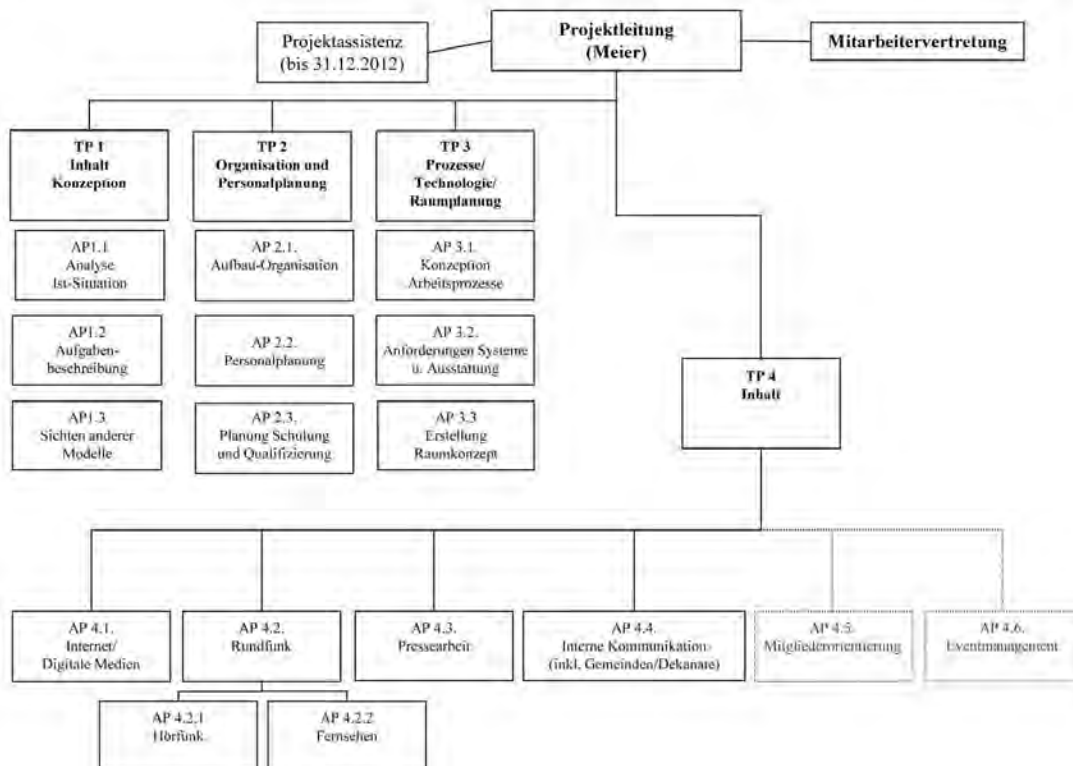 Projektassistenz
(bis 31.12.2012)
Projektleitung
(Meier)
Mitarbeitervertretung
TP 1
Inhalt
Konzeption
TP 2
Organisation und
Personalplanung
TP 3
Prozesse/
Technologie/
Raumplanung
AP1.1
Analyse
Ist-Situation
AP 2.1.
Aufbau-Organisation
AP 3.1.
Konzeption
Arbeitsprozesse
AP1.2
Aufgaben-
beschreibung
AP 2.2.
Personalplanung
AP 3.2.
Anforderungen Systeme
u. Ausstattung
AP1.3
Sichten anderer
Modelle
AP 2.3.
Planung Schulung
und Qualifizierung
AP 3.3
Erstellung
Raumkonzept
TP 4
Inhalt
AP 4.1.
Internet/
Digitale Medien
AP 4.2.
Rundfunk
AP 4.3.
Pressearbeit
AP 4.4.
Interne Kommunikation
(inkl. Gemeinden/Dekanate)
AP 4.5.
Mitgliederorientierung
AP 4.6.
Eventmanagement
AP 4.2.1
Hörfunk
AP 4.2.2
Fernsehen